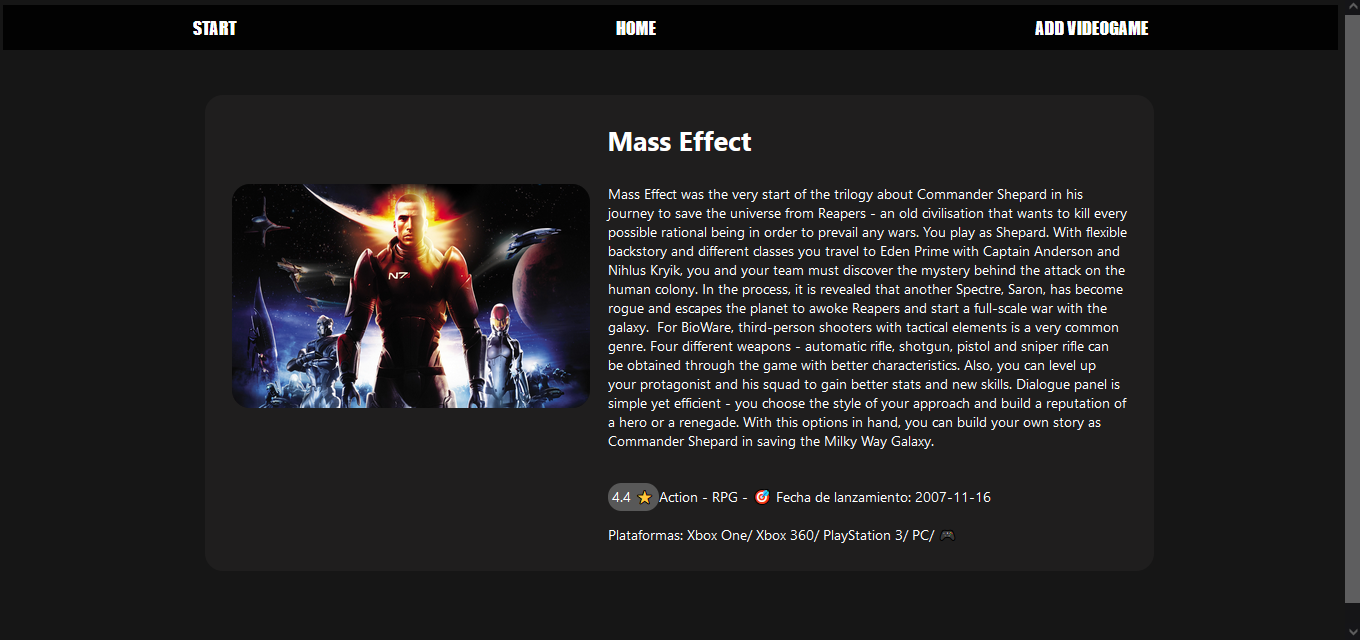 START HOME ADD VIDEOGAME
Mass Effect
Mass Effect was the very start of the trilogy about Commander Shepard in his
journey to save the universe from Reapers - an old civilisation that wants to kill every
possible rational being in order to prevail any wars. You play as Shepard. With flexible
backstory and different classes you travel to Eden Prime with Captain Anderson and
Nihlus Kryik, you and your team must discover the mystery behind the attack on the
human colony. In the process, it is revealed that another Spectre, Saron, has become
rogue and escapes the planet to awoke Reapers and start a full-scale war with the
galaxy.  For BioWare, third-person shooters with tactical elements is a very common
genre. Four different weapons - automatic rifle, shotgun, pistol and sniper rifle can
be obtained through the game with better characteristics. Also, you can level up
your protagonist and his squad to gain better stats and new skills. Dialogue panel is
simple yet efficient - you choose the style of your approach and build a reputation of
a hero or a renegade. With this options in hand, you can build your own story as
Commander Shepard in saving the Milky Way Galaxy.
N7
4.4 ⭐ Action - RPG - 🎯 Fecha de lanzamiento: 2007-11-16
Plataformas: Xbox One/ Xbox 360/ PlayStation 3/ PC/ 🎮